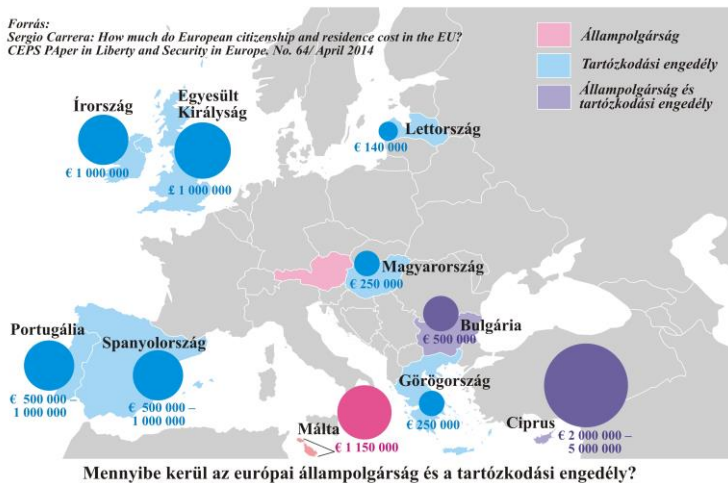 Forrás:
Sergio Carrera: How much do European citizenship and residence cost in the EU?
CEPS PAper in Liberty and Security in Europe. No. 64/ April 2014
Állampolgárság
Tartózkodási engedély
Állampolgárság és
tartózkodási engedély
Írország
€ 1 000 000
Egyesült
Királyság
£ 1 000 000
Lettország
€ 140 000
Magyarország
€ 250 000
Bulgária
€ 500 000
Portugália
€ 500 000 –
1 000 000
Spanyolország
€ 500 000 –
1 000 000
Görögország
€ 250 000
Málta
€ 1 150 000
Ciprus
€ 2 000 000 –
5 000 000
Mennyibe kerül az európai állampolgárság és a tartózkodási engedély?